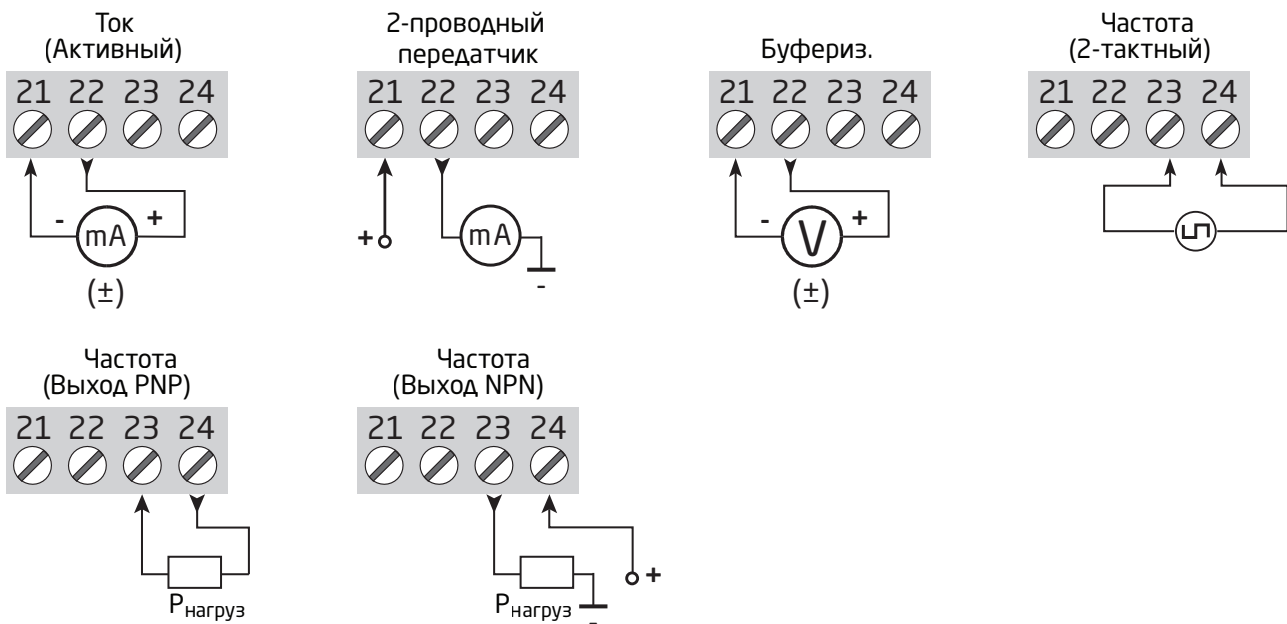 Ток
(Активный)
21 22 23 24
- mA +
(±)
2-проводный
передатчик
21 22 23 24
+ mA
-
Буфериз.
21 22 23 24
- V +
(±)
Частота
(2-тактный)
21 22 23 24
Частота
(Выход PNP)
21 22 23 24
Pнагруз
Частота
(Выход NPN)
21 22 23 24
+
Pнагруз
-